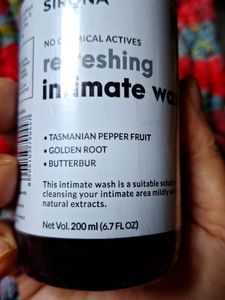 SIRONA
NO CHEMICAL ACTIVES
refreshing
intimate wa
• TASMANIAN PEPPER FRUIT
• GOLDEN ROOT
• BUTTERBUR
This intimate wash is a suitable
cleansing your intimate area mildly
natural extracts.
Net Vol. 200 ml (6.7 FL OZ)